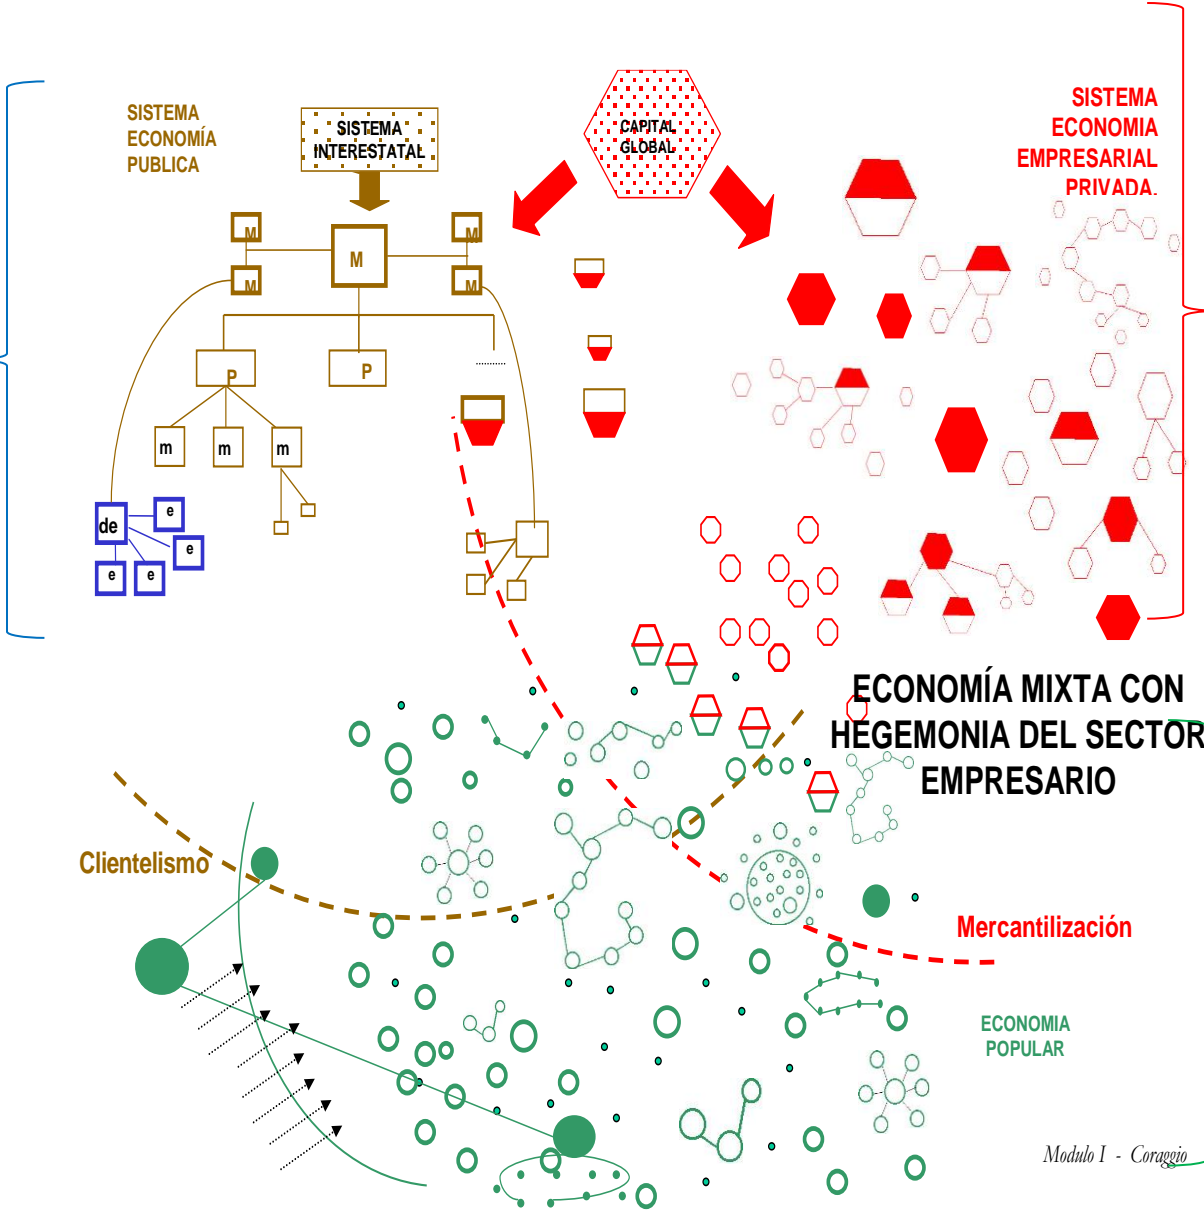 SISTEMA
ECONOMÍA
PUBLICA
SISTEMA
INTERESTATAL
CAPITAL
GLOBAL
SISTEMA
ECONOMIA
EMPRESARIAL
PRIVADA.
M
M
M
M
M
P
P
m
m
m
de
e
e
e
e
ECONOMÍA MIXTA CON
HEGEMONIA DEL SECTOR
EMPRESARIO
Clientelismo
Mercantilización
ECONOMIA
POPULAR
Modulo I - Coraggio